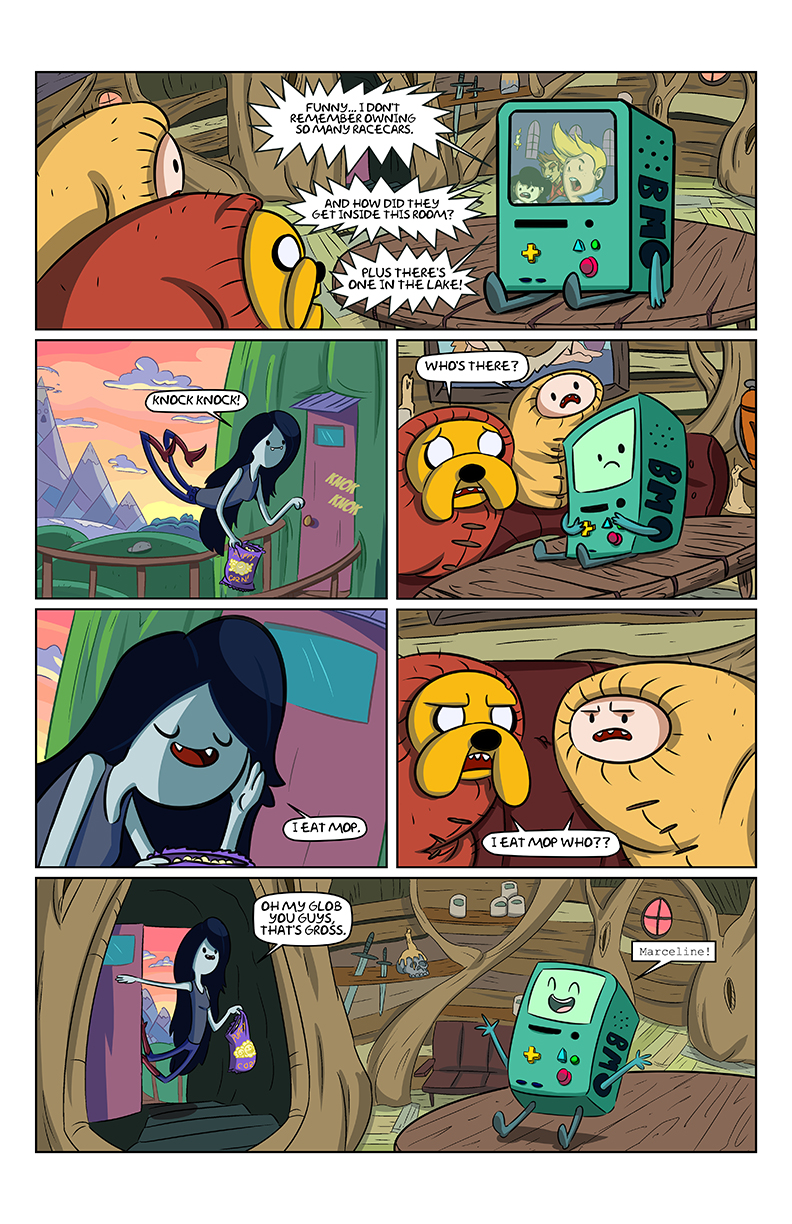 FUNNY... I DON'T
REMEMBER OWNING
SO MANY RACECARS.
BMO
AND HOW DID THEY
GET INSIDE THIS ROOM?
PLUS THERE'S
ONE IN THE LAKE!
KNOCK KNOCK!
KNOK
KNOK
CORN!
WHO'S THERE?
BMO
I EAT MOP.
I EAT MOP WHO??
OH MY GLOB
YOU GUYS,
THAT'S GROSS.
Marceline!
BMO